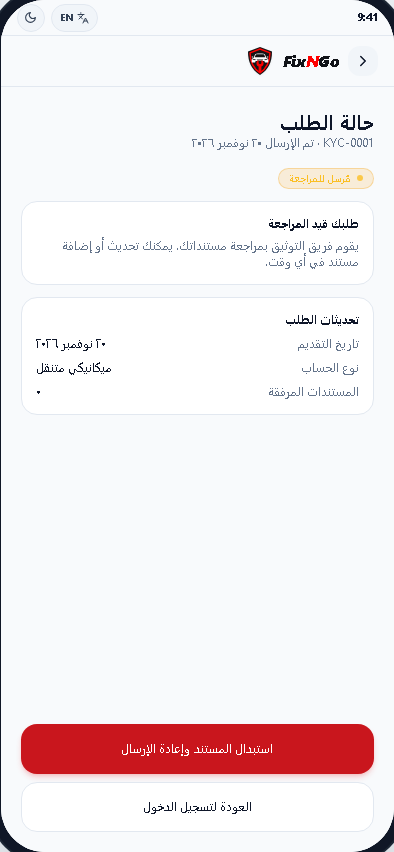 9:41
EN
FixNGo
حالة الطلب
KYC-0001 · تم الإرسال ٢٠ نوفمبر ٢٠٢٦
مُرسل للمراجعة
طلبك قيد المراجعة
يقوم فريق التوثيق بمراجعة مستنداتك. يمكنك تحديث أو إضافة
مستند في أي وقت.
تحديثات الطلب
تاريخ التقديم ٢٠ نوفمبر ٢٠٢٦
نوع الحساب ميكانيكي متنقل
المستندات المرفقة ٠
استبدال المستند وإعادة الإرسال
العودة لتسجيل الدخول